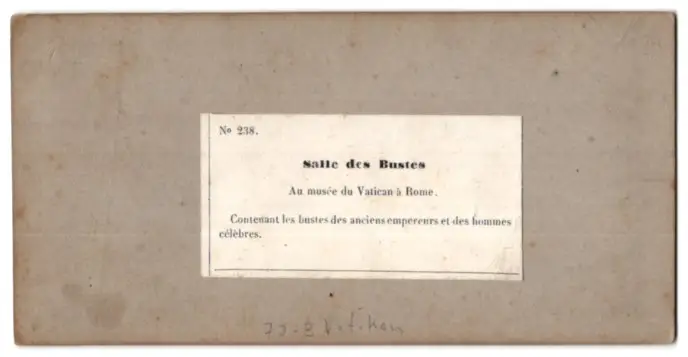 No 238.
Salle des Bustes
Au musée du Vatican à Rome.
Contenant les bustes des anciens empereurs et des hommes
célèbres.